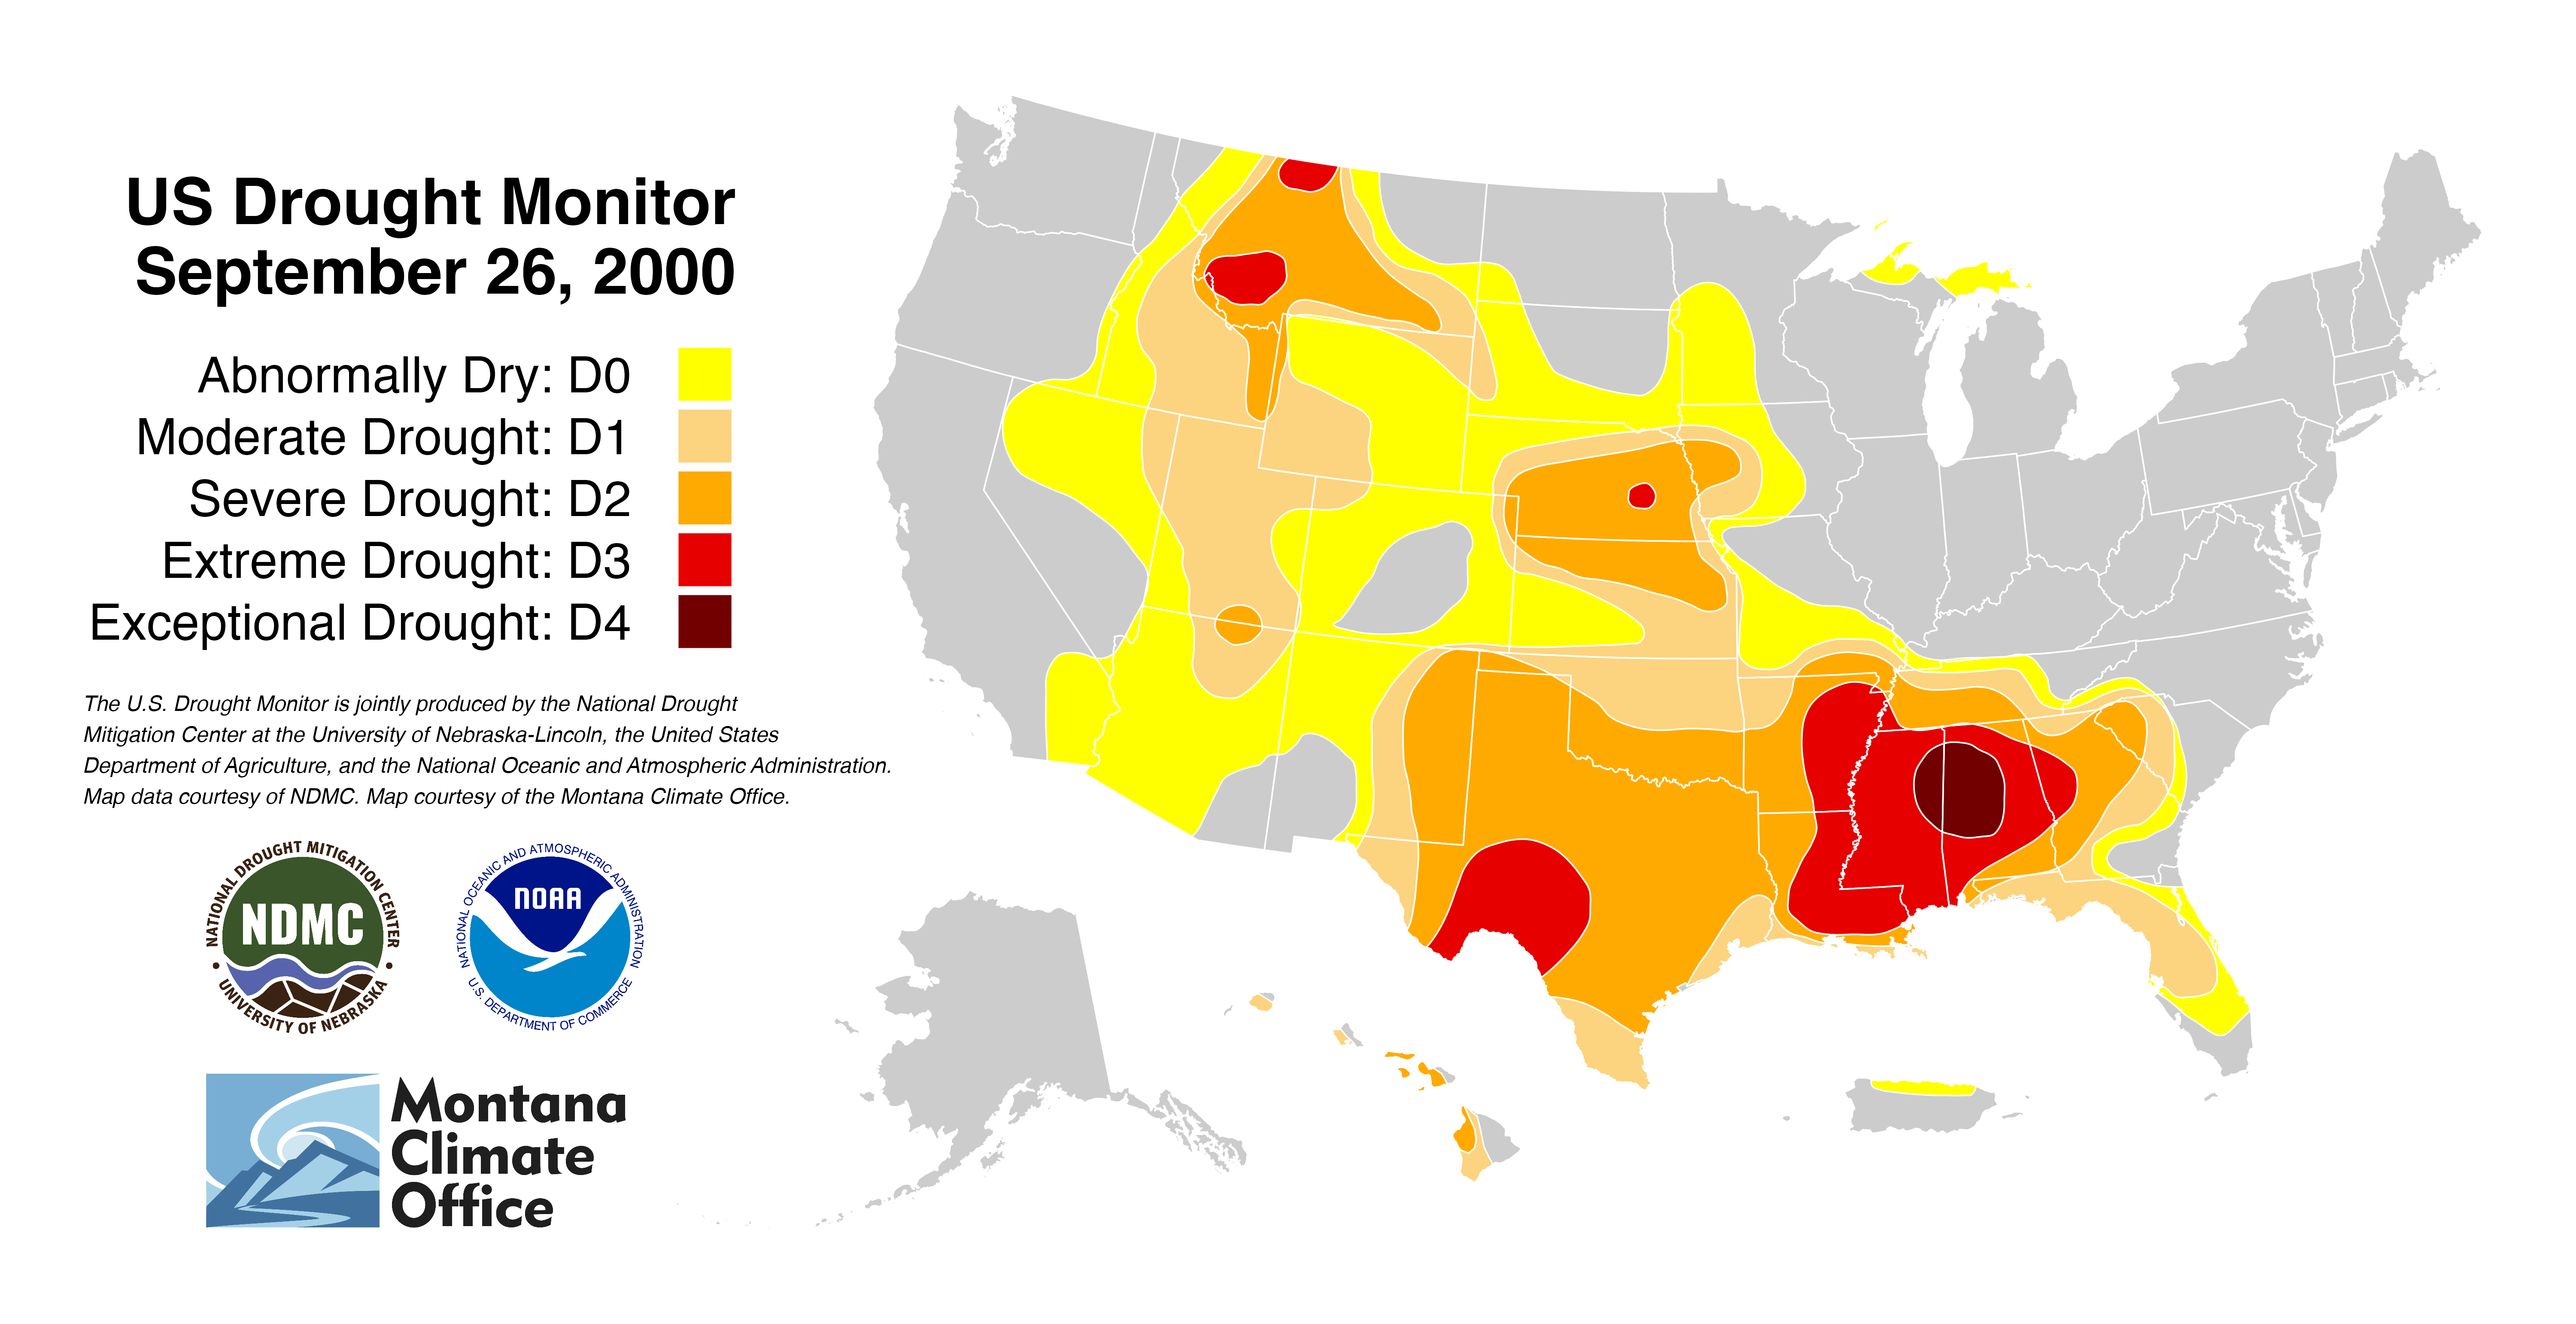 US Drought Monitor
September 26, 2000
Abnormally Dry: D0
Moderate Drought: D1
Severe Drought: D2
Extreme Drought: D3
Exceptional Drought: D4
The U.S. Drought Monitor is jointly produced by the National Drought
Mitigation Center at the University of Nebraska-Lincoln, the United States
Department of Agriculture, and the National Oceanic and Atmospheric Administration.
Map data courtesy of NDMC. Map courtesy of the Montana Climate Office.
NATIONAL DROUGHT MITIGATION CENTER
NDMC
• UNIVERSITY OF NEBRASKA •
NATIONAL OCEANIC AND ATMOSPHERIC ADMINISTRATION
NOAA
U.S. DEPARTMENT OF COMMERCE
Montana
Climate
Office